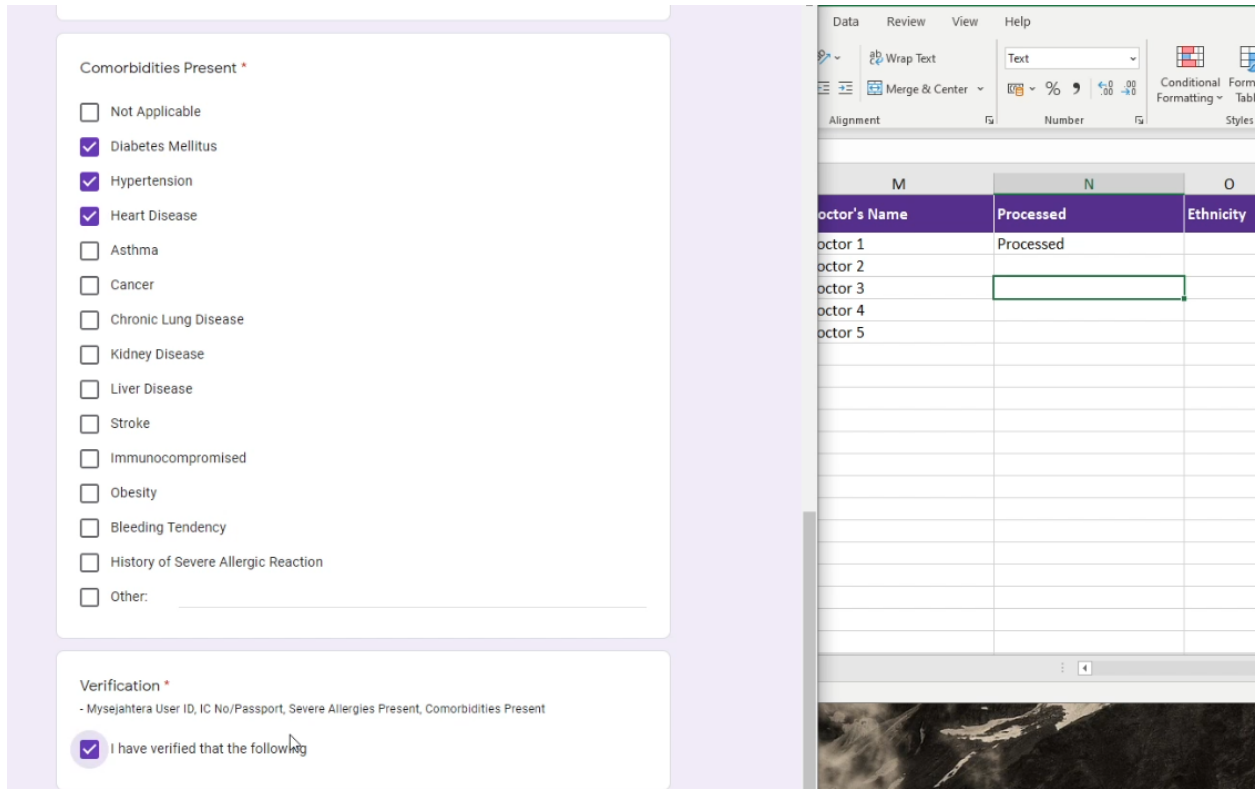 Comorbidities Present *
Not Applicable
Diabetes Mellitus
Hypertension
Heart Disease
Asthma
Cancer
Chronic Lung Disease
Kidney Disease
Liver Disease
Stroke
Immunocompromised
Obesity
Bleeding Tendency
History of Severe Allergic Reaction
Other:
Verification *
- Mysejahtera User ID, IC No/Passport, Severe Allergies Present, Comorbidities Present
I have verified that the following
Data Review View Help
Wrap Text
Text
Merge & Center
Conditional
Formatting
Alignment
Number
Styles
M N O
octor's Name Processed Ethnicity
octor 1 Processed
octor 2
octor 3
octor 4
octor 5